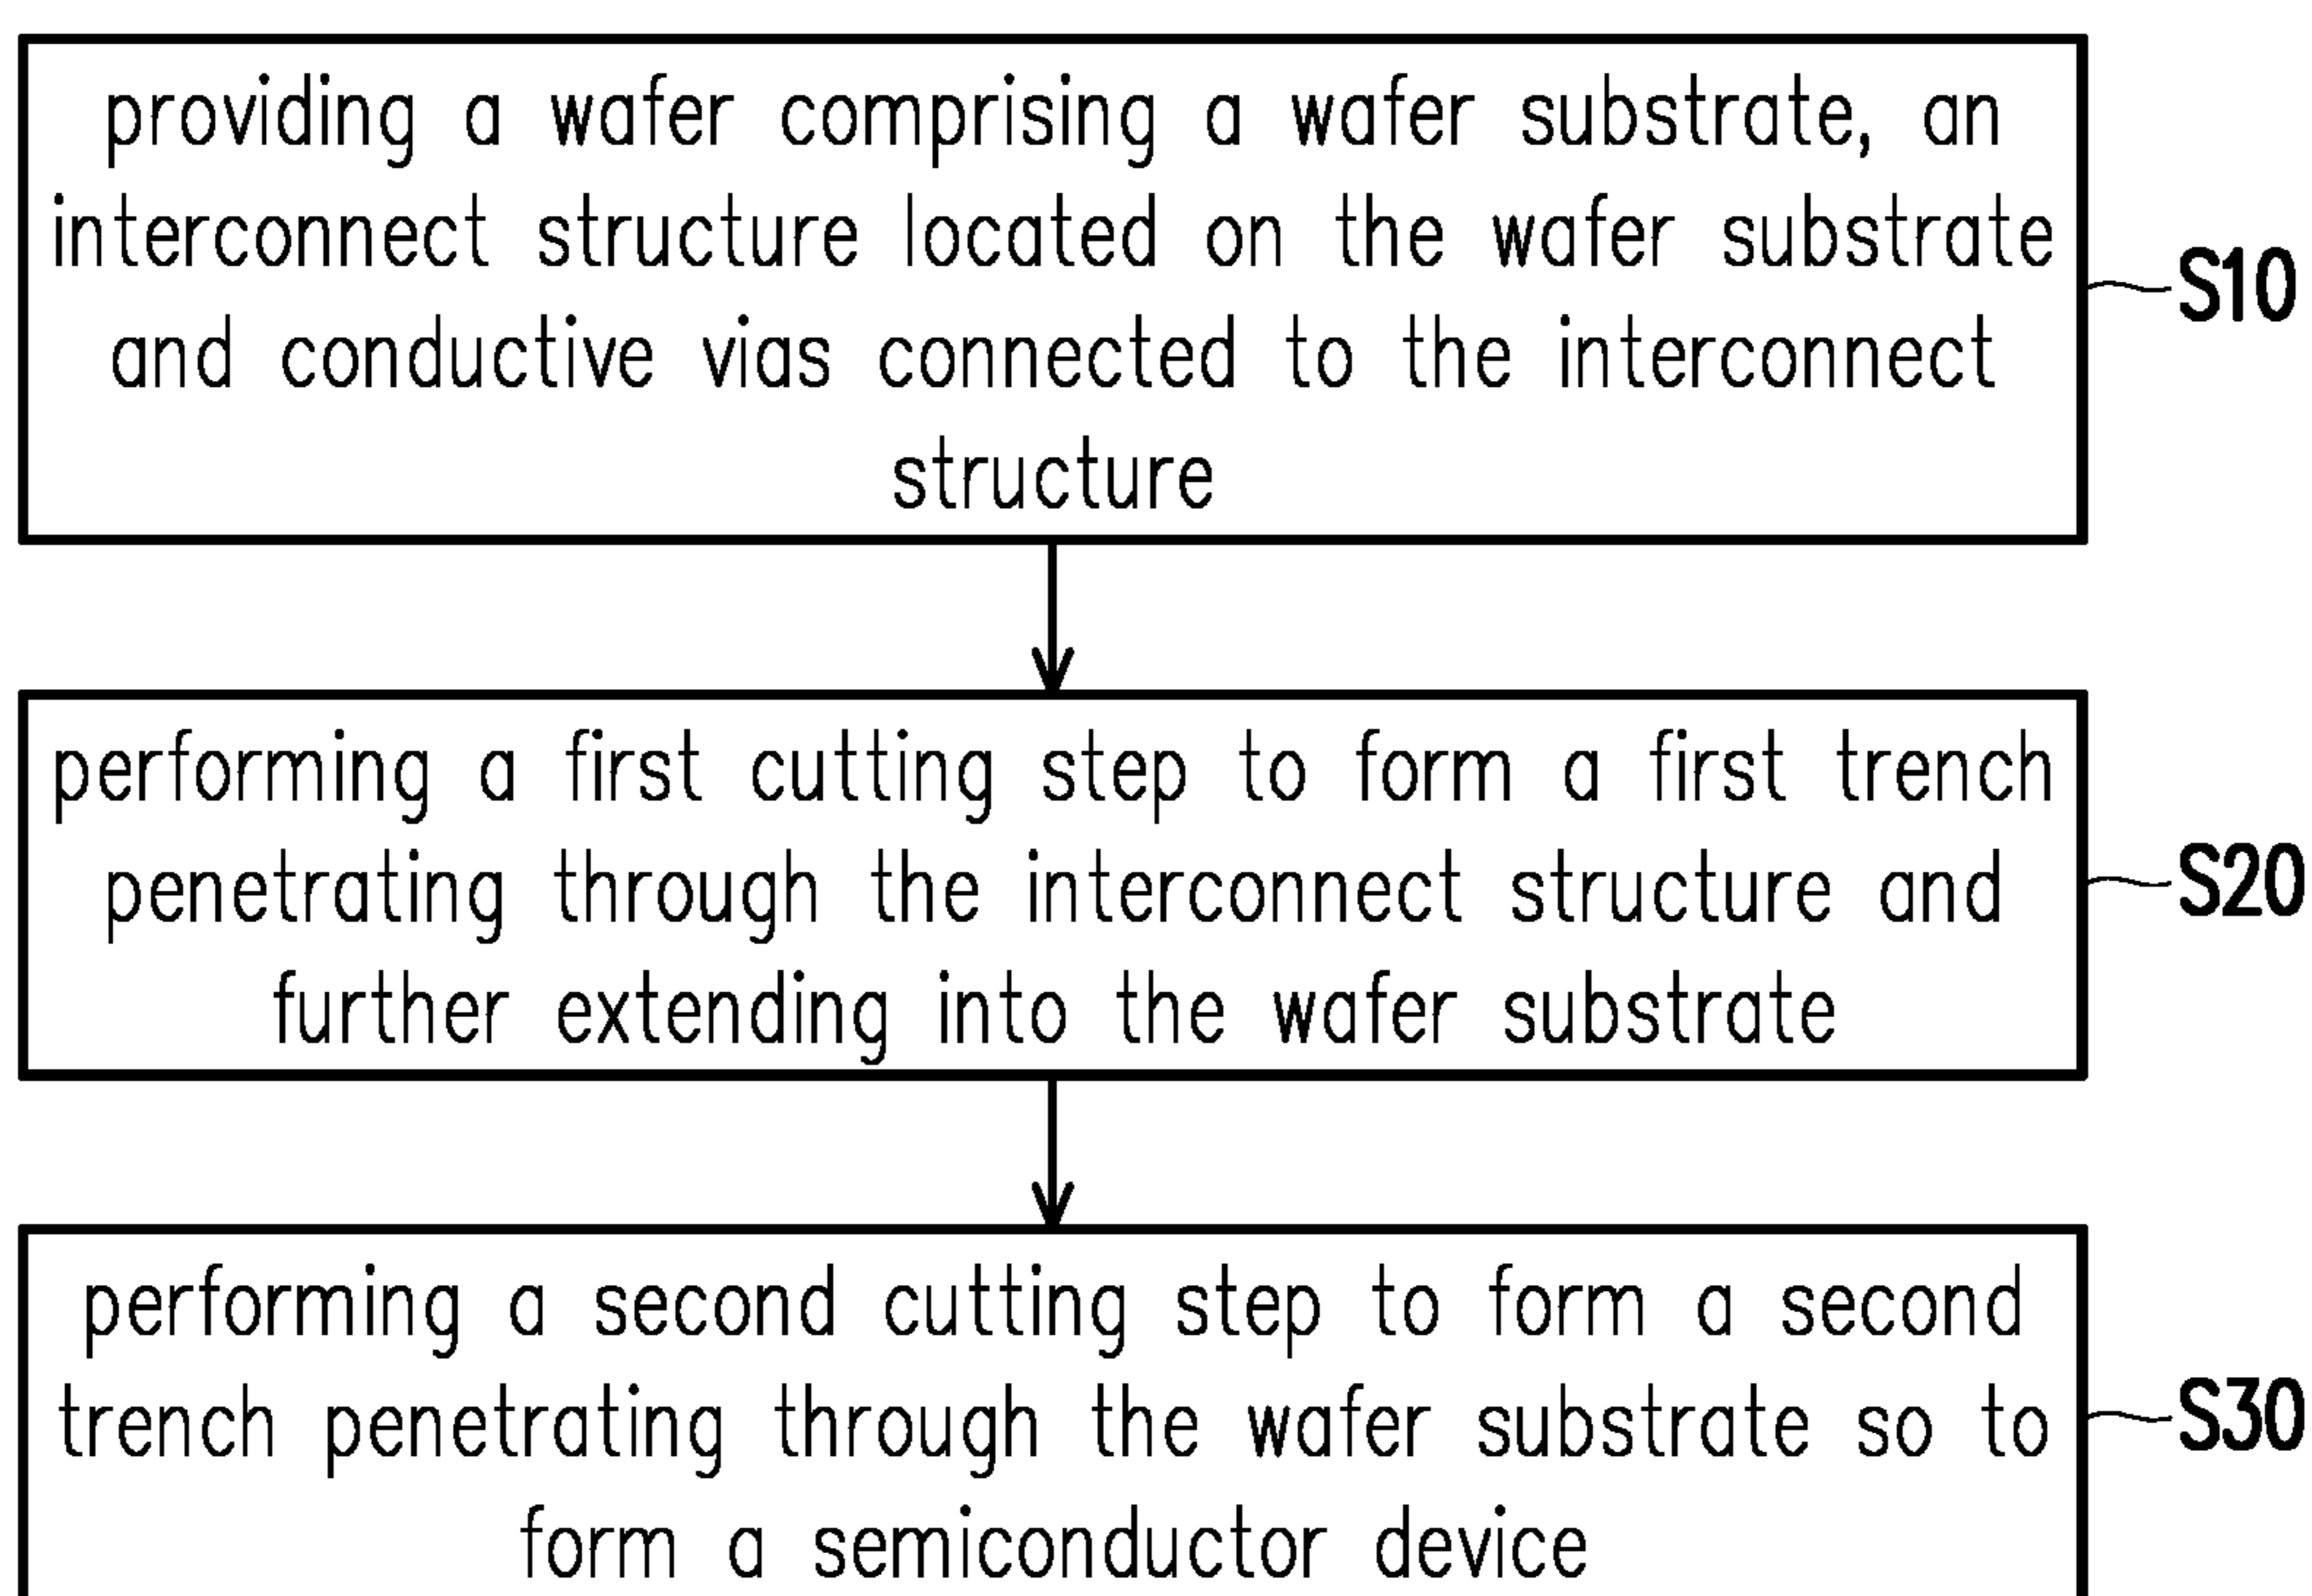 providing a wafer comprising a wafer substrate, an
interconnect structure located on the wafer substrate
and conductive vias connected to the interconnect
structure
S10
performing a first cutting step to form a first trench
penetrating through the interconnect structure and
further extending into the wafer substrate
S20
performing a second cutting step to form a second
trench penetrating through the wafer substrate so to
form a semiconductor device
S30